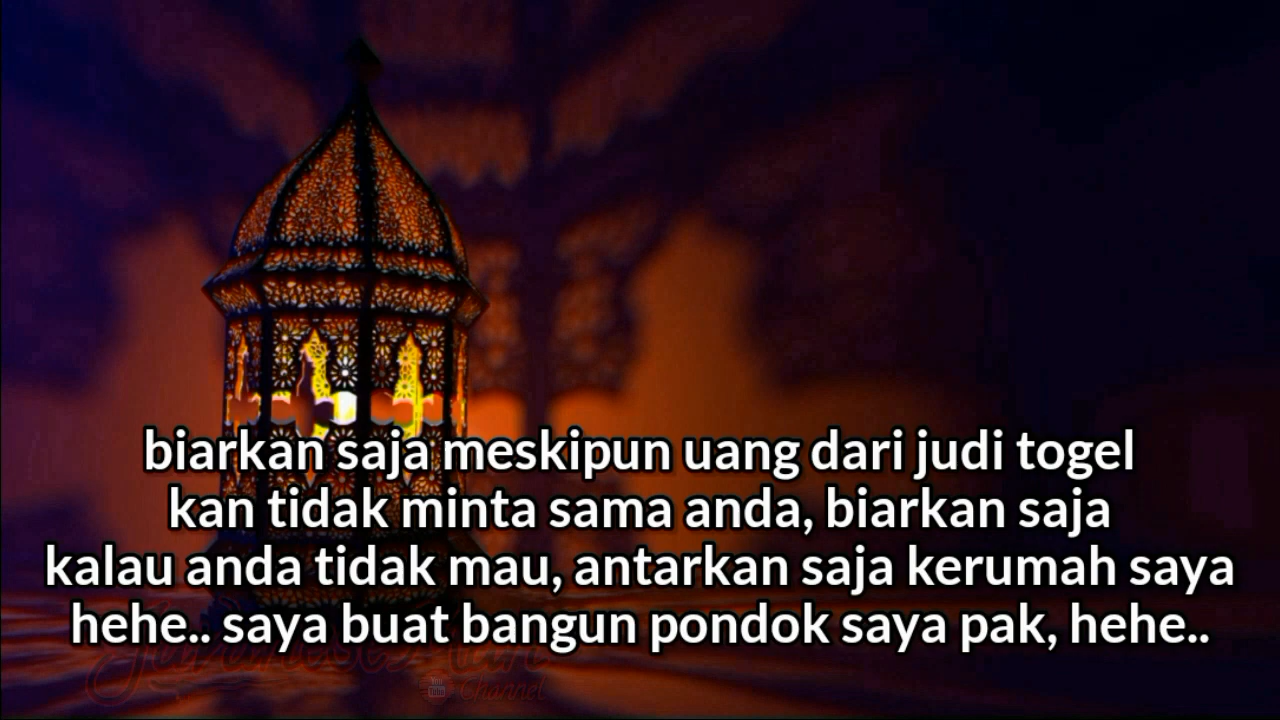 biarkan saja meskipun uang dari judi togel
kan tidak minta sama anda, biarkan saja
kalau anda tidak mau, antarkan saja kerumah saya
hehe.. saya buat bangun pondok saya pak, hehe..
Channel